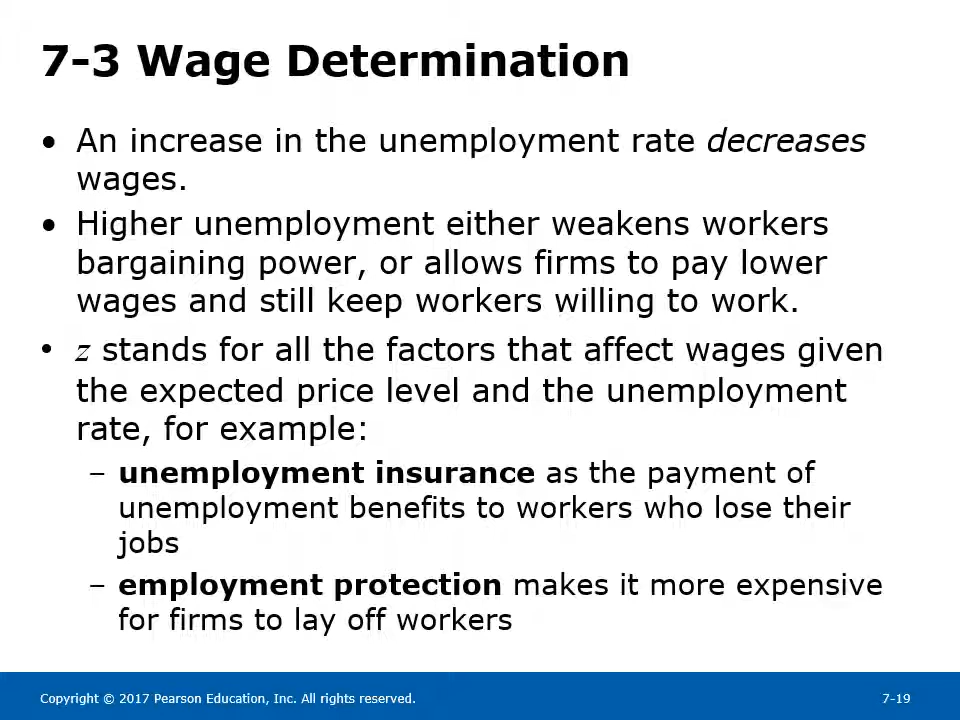 7-3 Wage Determination
• An increase in the unemployment rate decreases
wages.
• Higher unemployment either weakens workers
bargaining power, or allows firms to pay lower
wages and still keep workers willing to work.
• z stands for all the factors that affect wages given
the expected price level and the unemployment
rate, for example:
– unemployment insurance as the payment of
unemployment benefits to workers who lose their
jobs
– employment protection makes it more expensive
for firms to lay off workers
Copyright © 2017 Pearson Education, Inc. All rights reserved. 7-19